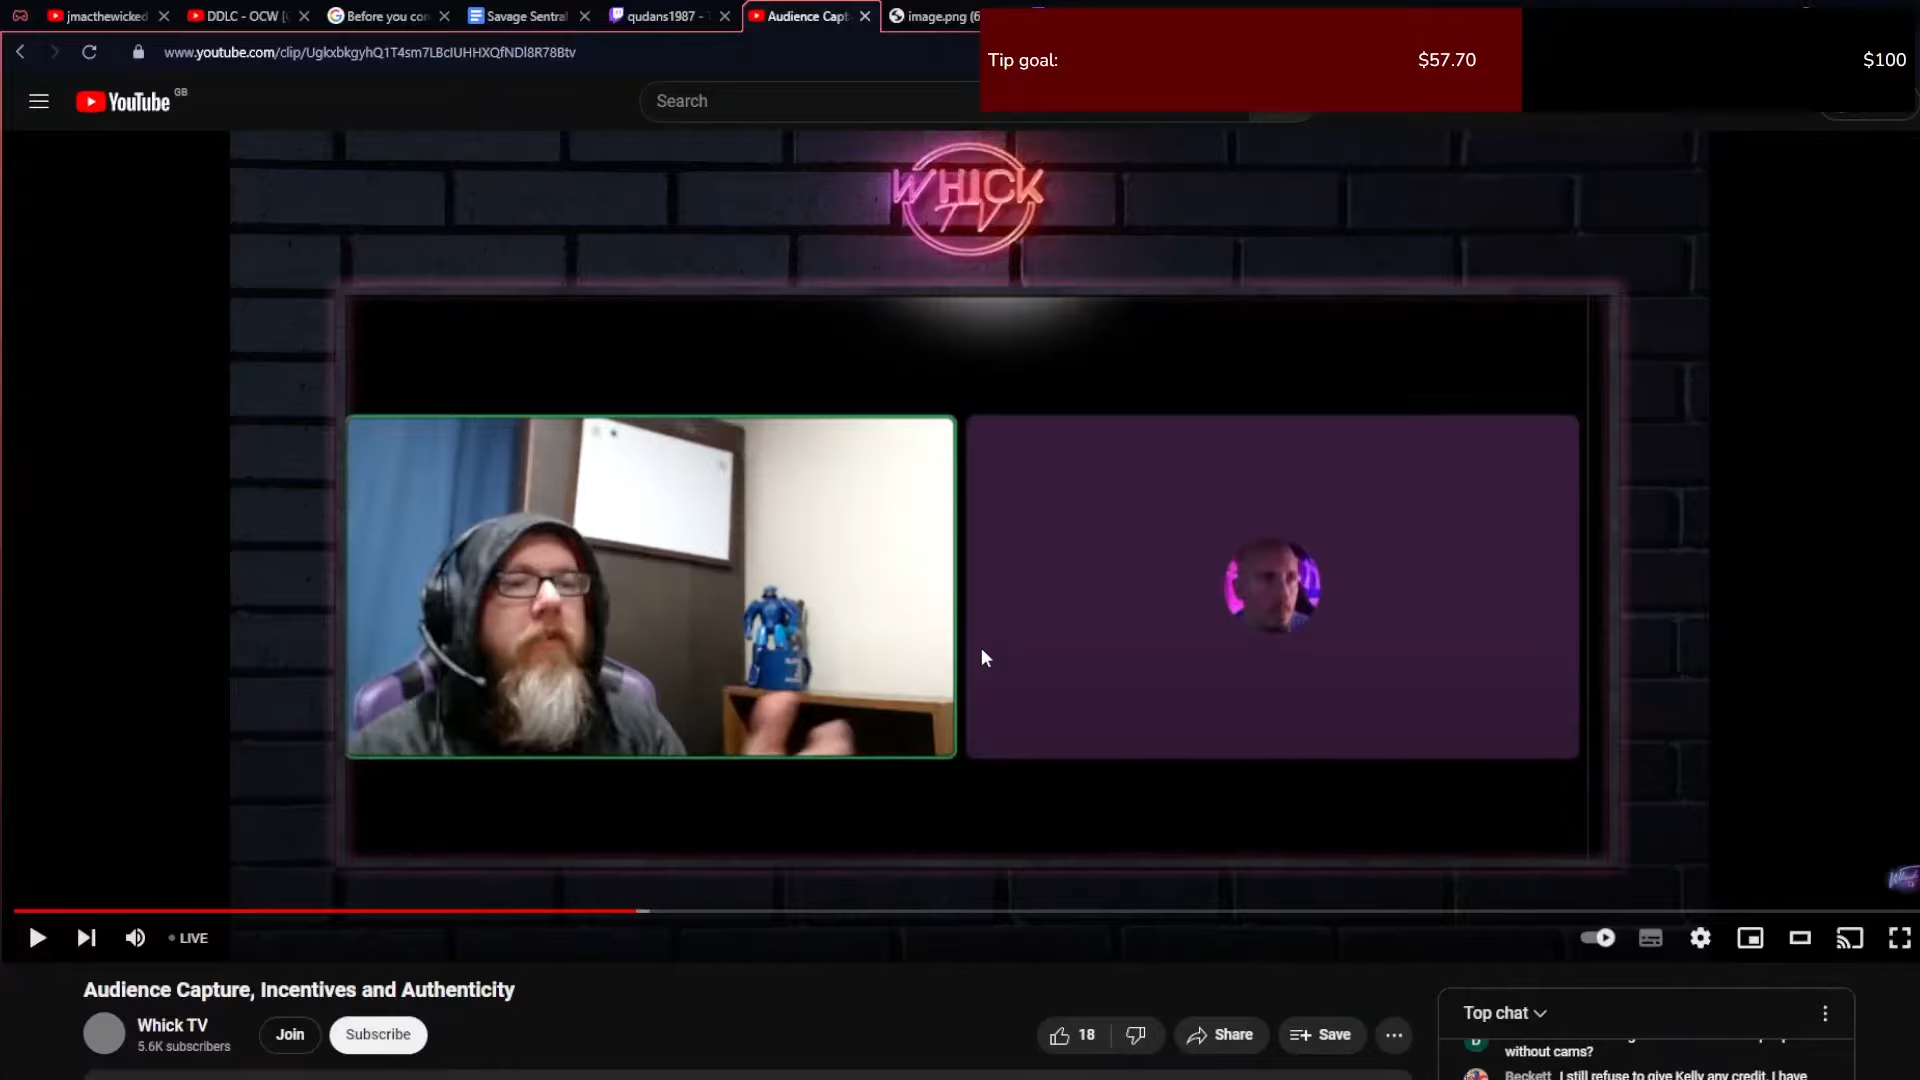 jmacthewicked
DDLC - OCW [
Before you con
Savage Sentral
qudans1987 - T
Audience Capt
image.png (6
www.youtube.com/clip/
Tip goal: $57.70 $100
YouTube GB
Search
WHICK
TV
LIVE
Audience Capture, Incentives and Authenticity
Whick TV
5.6K subscribers
Join
Subscribe
18
Share
Save
Top chat
without cams?
Beckett I still refuse to give Kelly any credit. I have